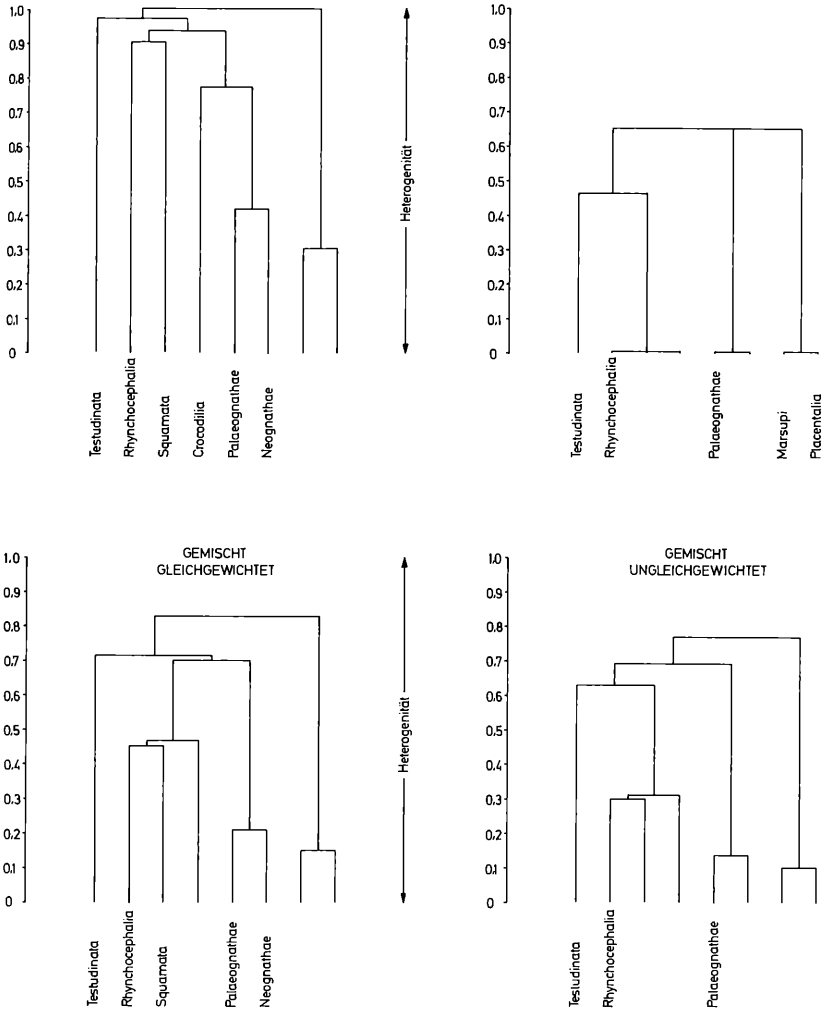 1.0
0.9
0.8
0.7
0.6
0.5
0.4
0.3
0.2
0.1
0
Testudinata
Rhynchocephalia
Squamata
Crocodilia
Palaeognathae
Neognathae
Heterogenität
1.0
0.9
0.8
0.7
0.6
0.5
0.4
0.3
0.2
0.1
0
Testudinata
Rhynchocephalia
Palaeognathae
Marsupi
Placentalia
GEMISCHT
GLEICHGEWICHTET
1.0
0.9
0.8
0.7
0.6
0.5
0.4
0.3
0.2
0.1
0
Testudinata
Rhynchocephalia
Squamata
Palaeognathae
Neognathae
Heterogenität
GEMISCHT
UNGLEICHGEWICHTET
1.0
0.9
0.8
0.7
0.6
0.5
0.4
0.3
0.2
0.1
0
Testudinata
Rhynchocephalia
Palaeognathae